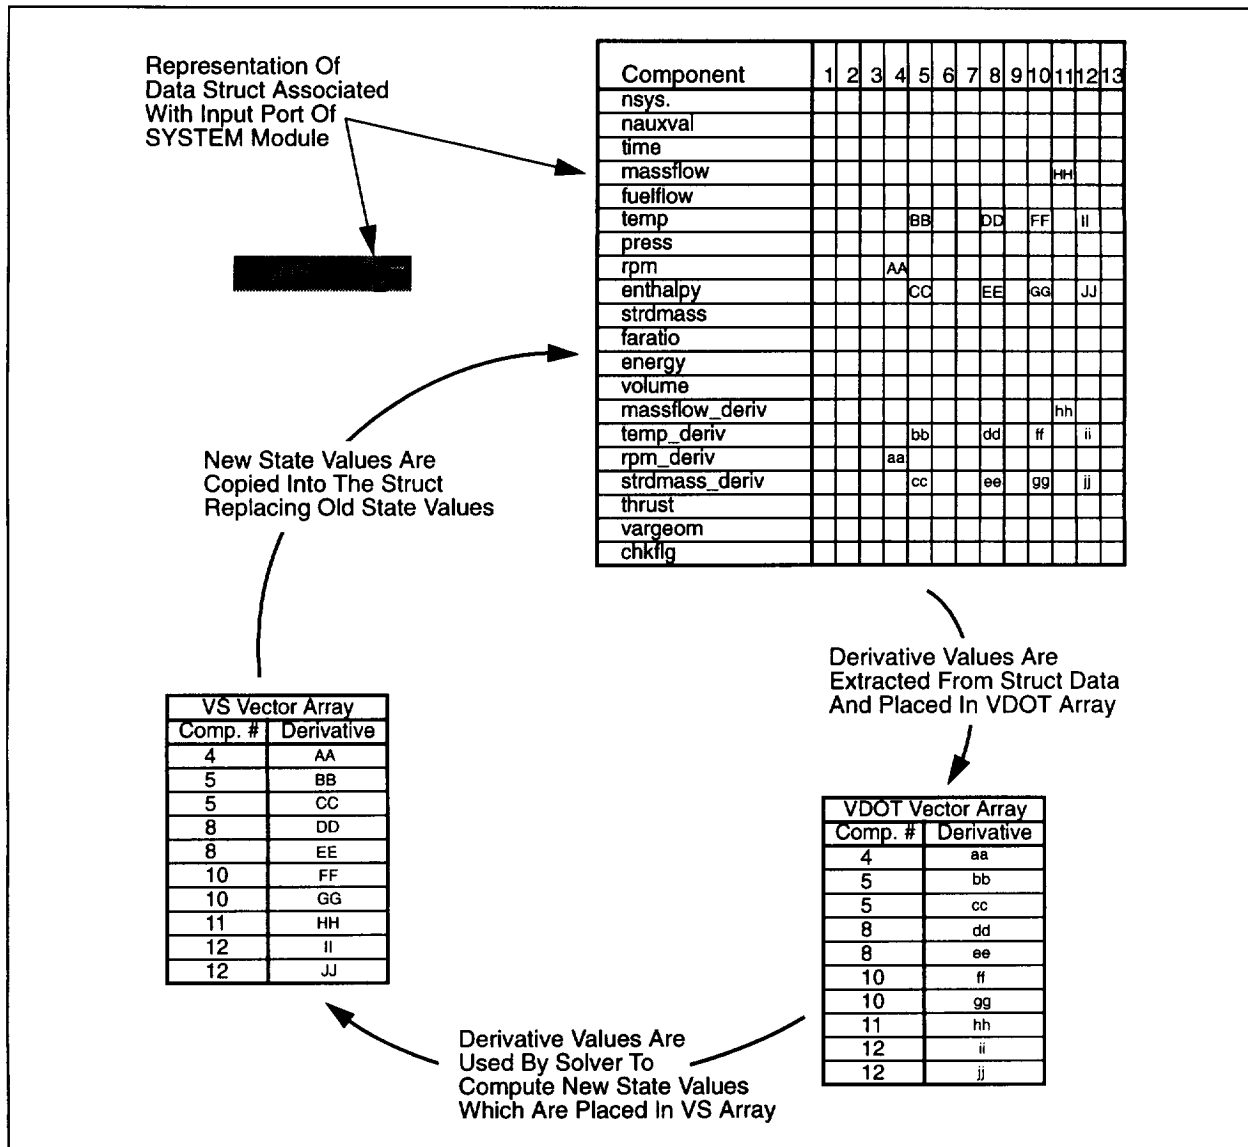 Representation Of
Data Struct Associated
With Input Port Of
SYSTEM Module
Component 1 2 3 4 5 6 7 8 9 10 11 12 13
nsys.
nauxval
time
massflow HH
fuelflow
temp BB DD FF II
press
rpm AA
enthalpy CC EE GG JJ
strdmass
faratio
energy
volume
massflow_deriv hh
temp_deriv bb dd ff ii
rpm_deriv aa
strdmass_deriv cc ee gg jj
thrust
vargeom
chkflg
New State Values Are
Copied Into The Struct
Replacing Old State Values
Derivative Values Are
Extracted From Struct Data
And Placed In VDOT Array
VS Vector Array
Comp. # Derivative
4 AA
5 BB
5 CC
8 DD
8 EE
10 FF
10 GG
11 HH
12 II
12 JJ
VDOT Vector Array
Comp. # Derivative
4 aa
5 bb
5 cc
8 dd
8 ee
10 ff
10 gg
11 hh
12 ii
12 jj
Derivative Values Are
Used By Solver To
Compute New State Values
Which Are Placed In VS Array